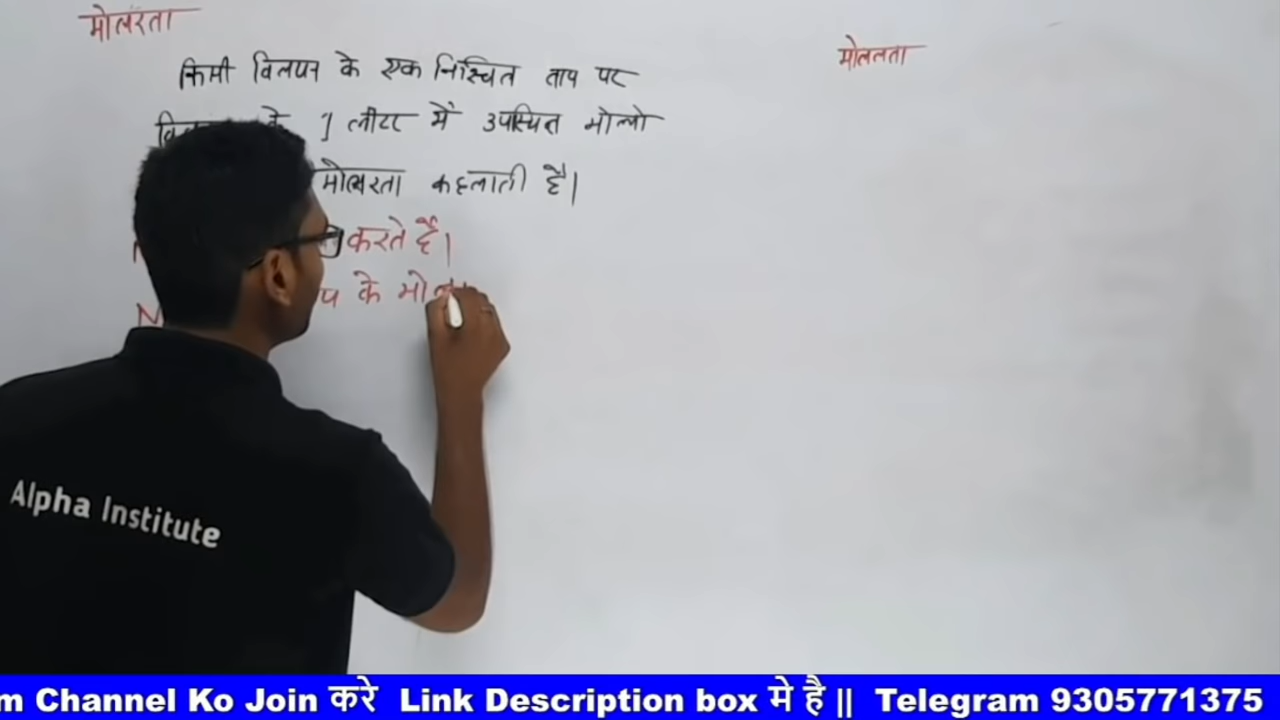 मोलरता
किसी विलयन के एक निश्चित ताप पर
के 1 लीटर में उपस्थित मोलो
मोलरता कहलाती है।
करते हैं।
के
मोललता
Alpha Institute
m Channel Ko Join करे Link Description box मे है || Telegram 9305771375